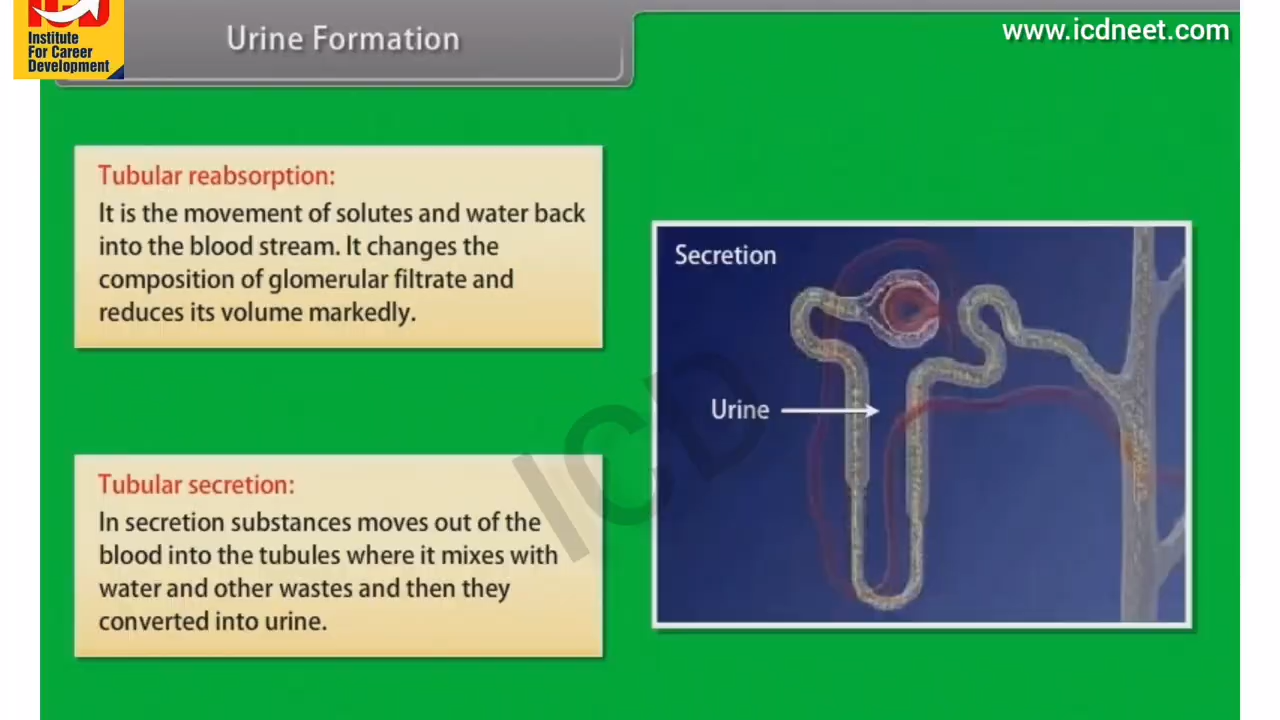 ICD
Institute
For Career
Development
Urine Formation
www.icdneet.com
Tubular reabsorption:
It is the movement of solutes and water back
into the blood stream. It changes the
composition of glomerular filtrate and
reduces its volume markedly.
Secretion
Urine
ICD
Tubular secretion:
In secretion substances moves out of the
blood into the tubules where it mixes with
water and other wastes and then they
converted into urine.